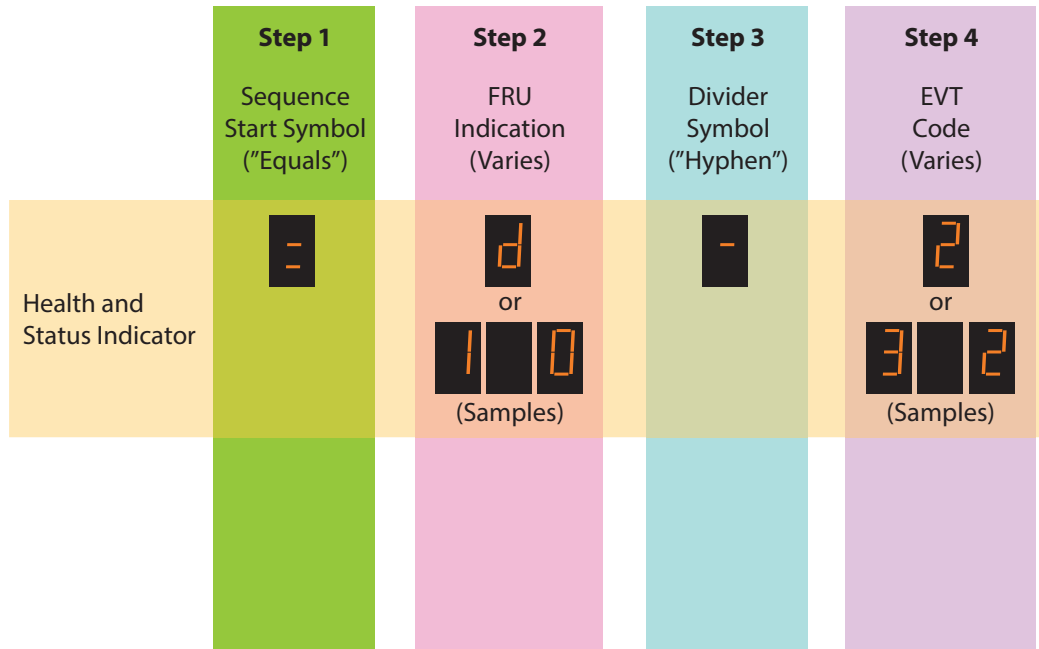 Step 1
Step 2
Step 3
Step 4
Sequence
Start Symbol
("Equals")
FRU
Indication
(Varies)
Divider
Symbol
("Hyphen")
EVT
Code
(Varies)
Health and
Status Indicator
=
d
or
1 0
(Samples)
-
2
or
3 2
(Samples)